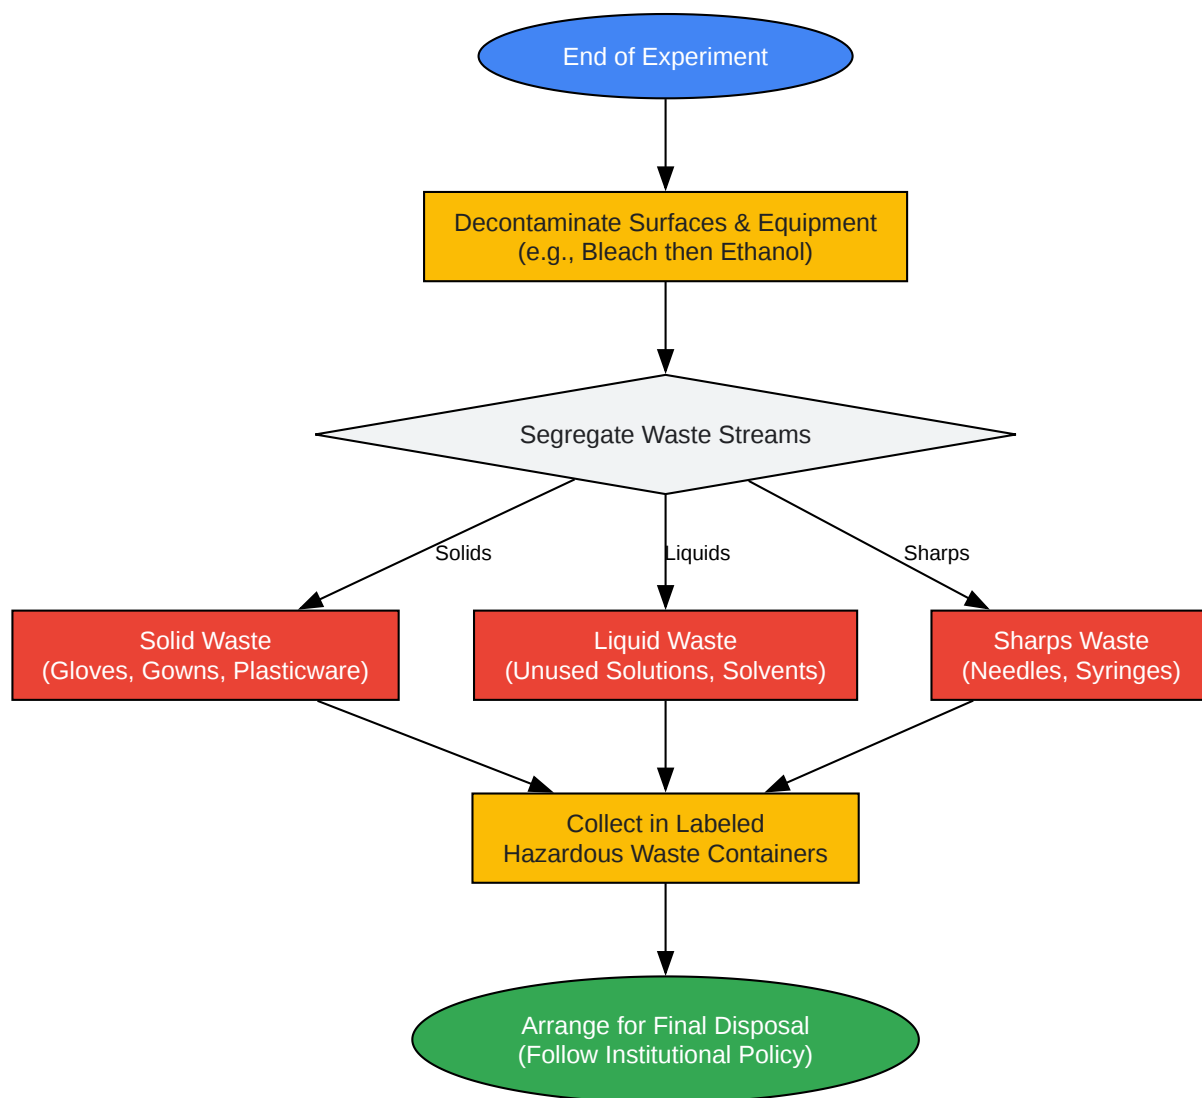 End of Experiment
Decontaminate Surfaces & Equipment
(e.g., Bleach then Ethanol)
Segregate Waste Streams
Solids
Liquids
Sharps
Solid Waste
(Gloves, Gowns, Plasticware)
Liquid Waste
(Unused Solutions, Solvents)
Sharps Waste
(Needles, Syringes)
Collect in Labeled
Hazardous Waste Containers
Arrange for Final Disposal
(Follow Institutional Policy)